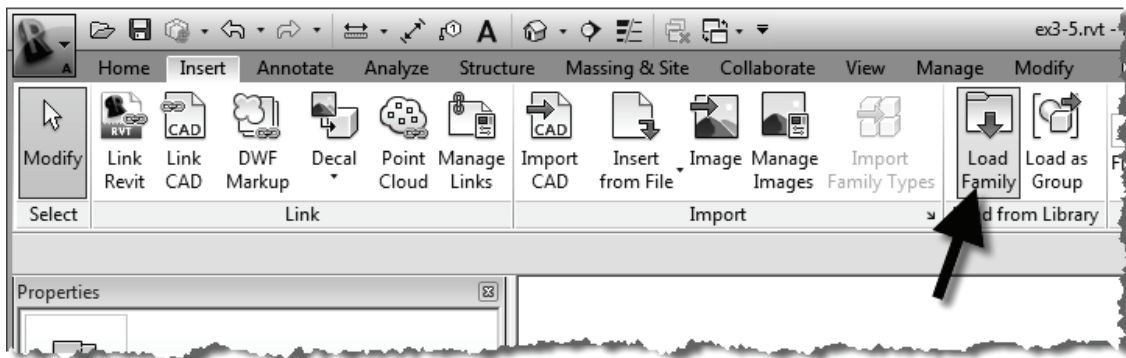 ex3-5.rvt -
A
Home Insert Annotate Analyze Structure Massing & Site Collaborate View Manage Modify
RVT CAD CAD
Modify Link Link DWF Decal Point Manage Import Insert Image Manage Import Load Load as
Revit CAD Markup Cloud Links CAD from File Images Family Types Family Group
Select Link Import from Library
Properties